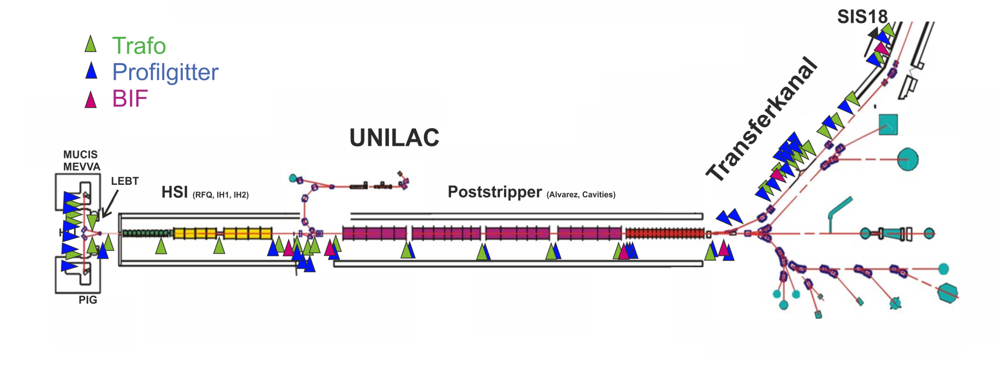 SIS18
Trafo
Profilgitter
BIF
Transferkanal
UNILAC
MUCIS
MEVVA
LEBT
HSI (RFQ, IH1, IH2)
Poststripper (Alvarez, Cavities)
PIG